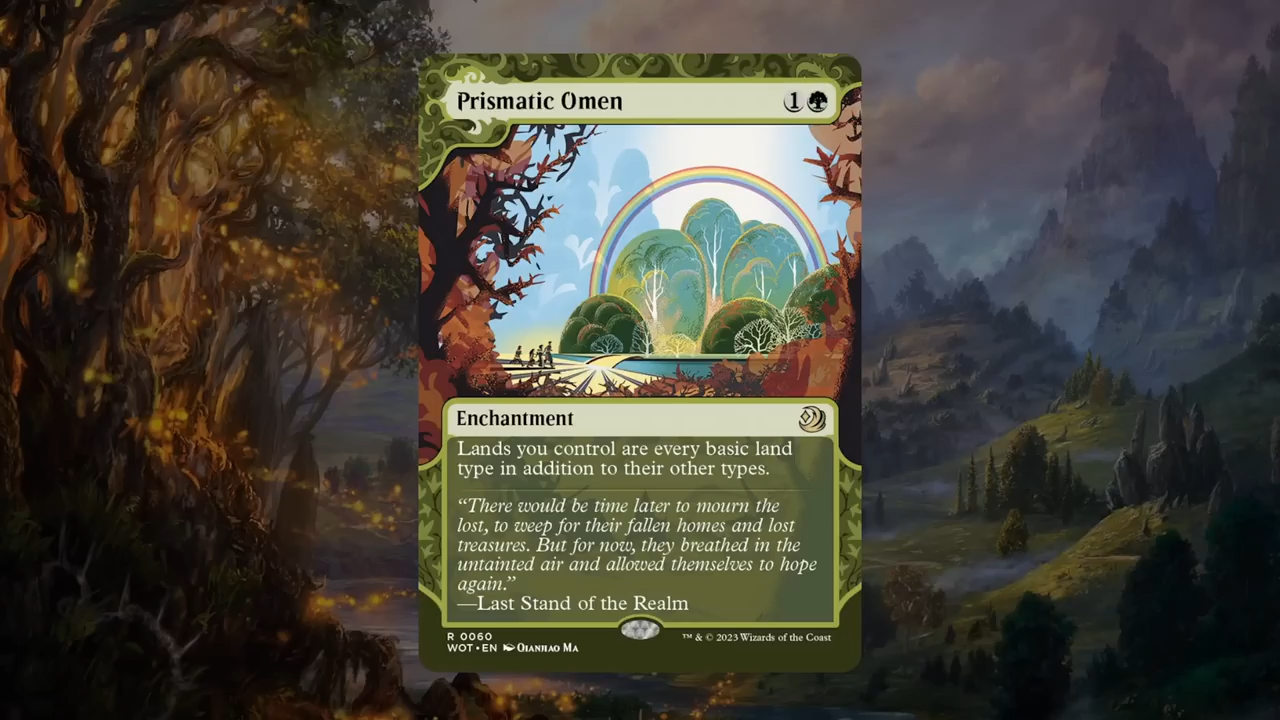 Prismatic Omen
1
Enchantment
Lands you control are every basic land
type in addition to their other types.
“There would be time later to mourn the
lost, to weep for their fallen homes and lost
treasures. But for now, they breathed in the
untainted air and allowed themselves to hope
again.”
—Last Stand of the Realm
R 0060
WOT • EN Qianjiao Ma
™ & © 2023 Wizards of the Coast